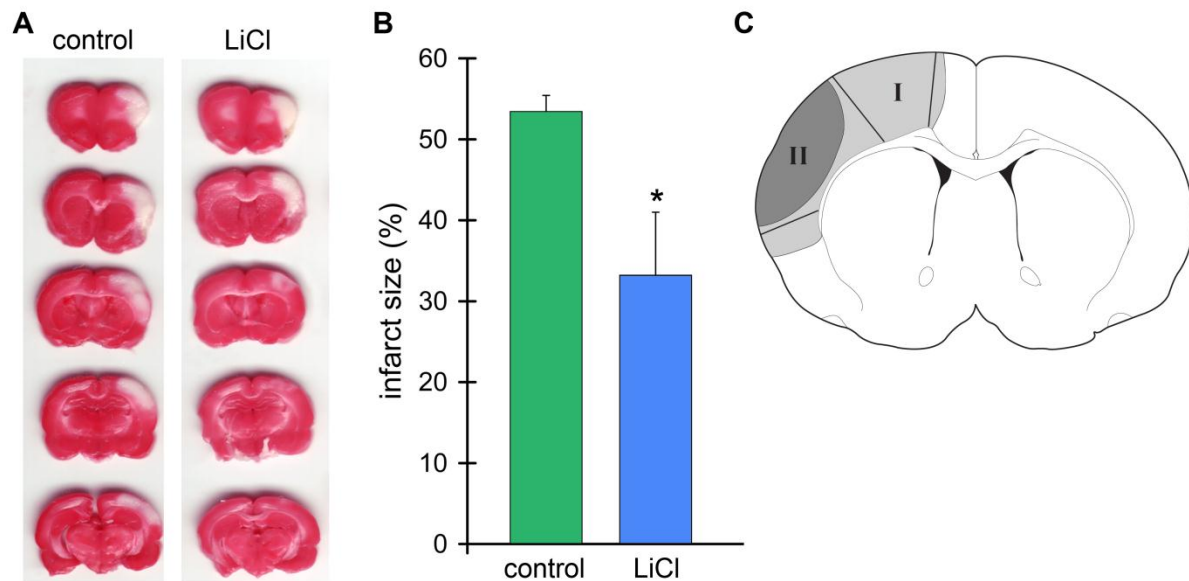 A
control LiCl
B
infarct size (%)
60
50
40
30
20
10
0
*
control LiCl
C
I
II